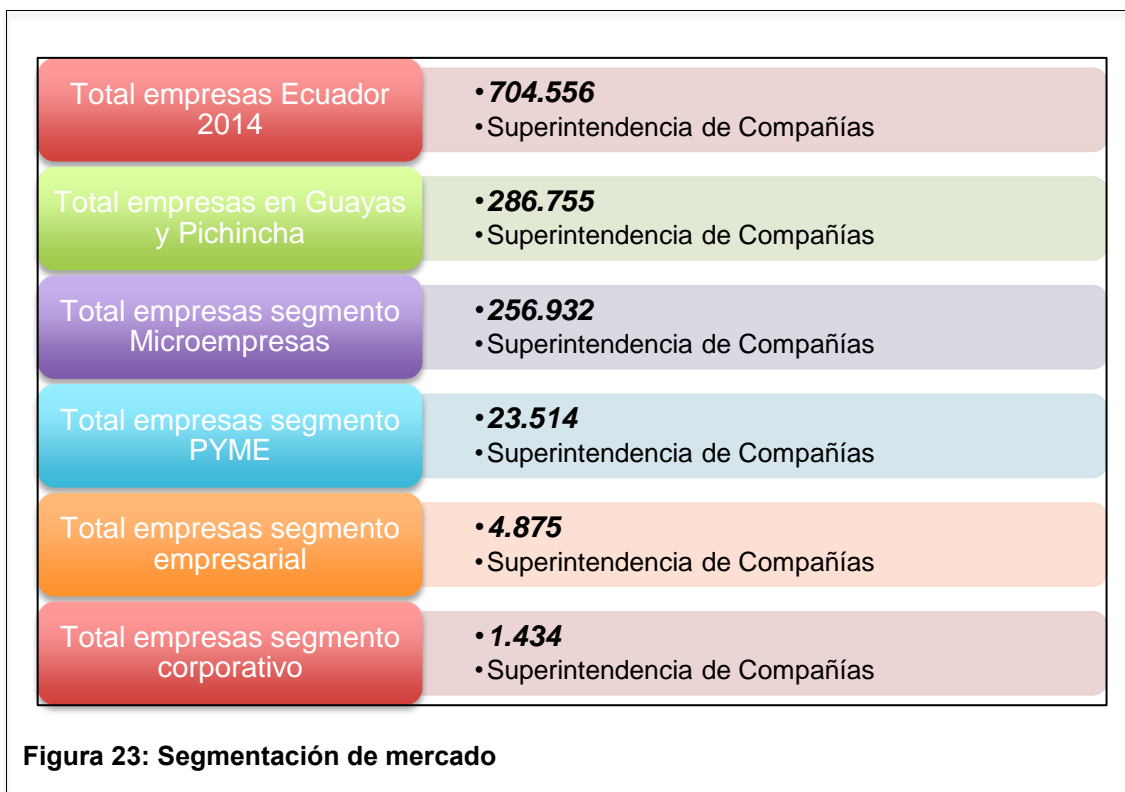 Total empresas Ecuador
2014
•704.556
•Superintendencia de Compañías
Total empresas en Guayas
y Pichincha
•286.755
•Superintendencia de Compañías
Total empresas segmento
Microempresas
•256.932
•Superintendencia de Compañías
Total empresas segmento
PYME
•23.514
•Superintendencia de Compañías
Total empresas segmento
empresarial
•4.875
•Superintendencia de Compañías
Total empresas segmento
corporativo
•1.434
•Superintendencia de Compañías
Figura 23: Segmentación de mercado